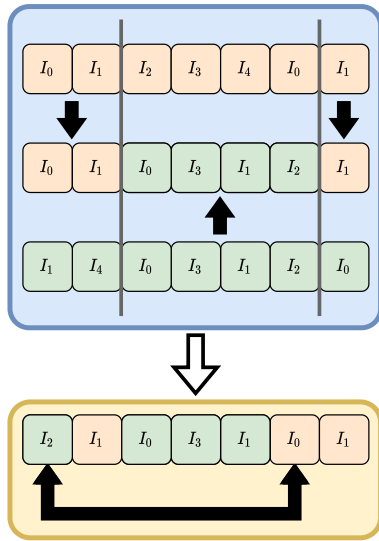 I₀ I₁ I₂ I₃ I₄ I₀ I₁
I₀ I₁ I₀ I₃ I₁ I₂ I₁
I₁ I₄ I₀ I₃ I₁ I₂ I₀
I₂ I₁ I₀ I₃ I₁ I₀ I₁